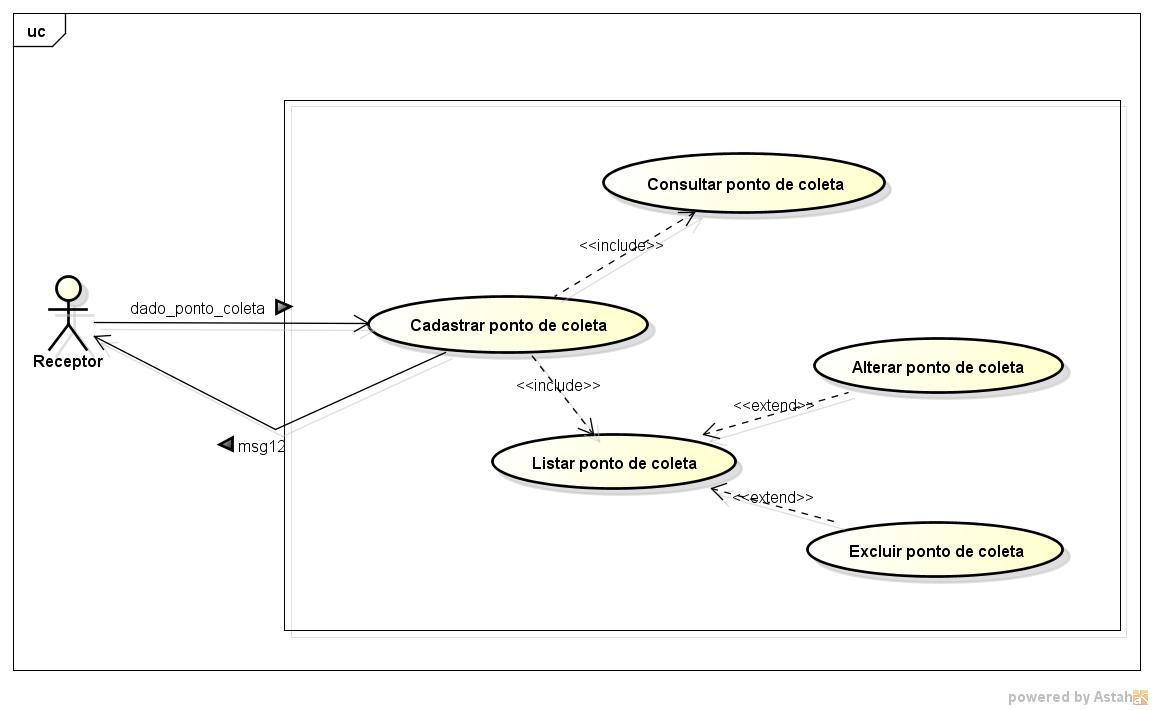 uc
Consultar ponto de coleta
<<include>>
dado_ponto_coleta
Cadastrar ponto de coleta
Receptor
Alterar ponto de coleta
<<include>>
<<extend>>
msg12
Listar ponto de coleta
<<extend>>
Excluir ponto de coleta
powered by Astah